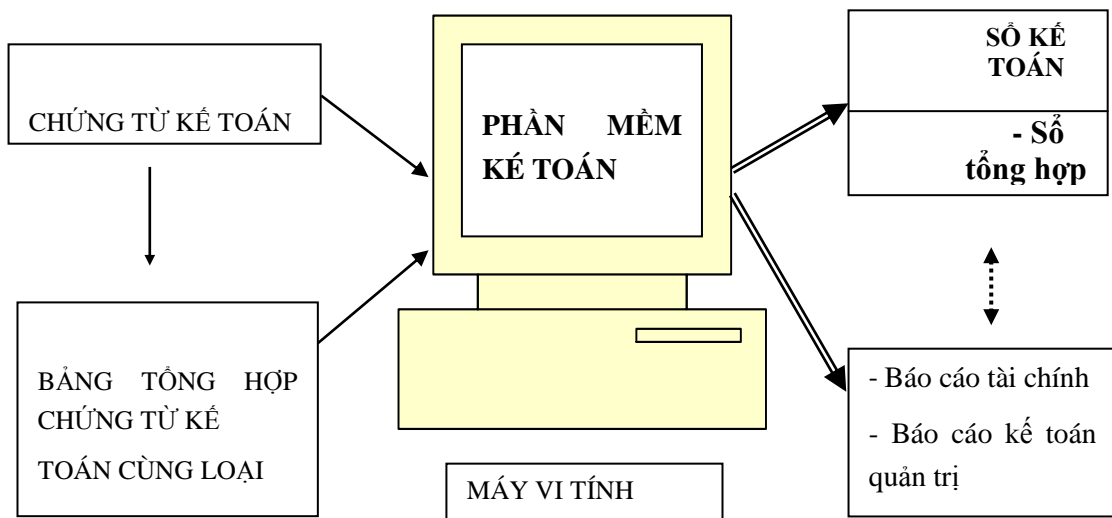 CHỨNG TỪ KẾ TOÁN
BẢNG TỔNG HỢP
CHỨNG TỪ KẾ
TOÁN CÙNG LOẠI
PHẦN MỀM
KÉ TOÁN
MÁY VI TÍNH
SỔ KẾ
TOÁN
- Sổ
tổng hợp
- Báo cáo tài chính
- Báo cáo kế toán
quản trị